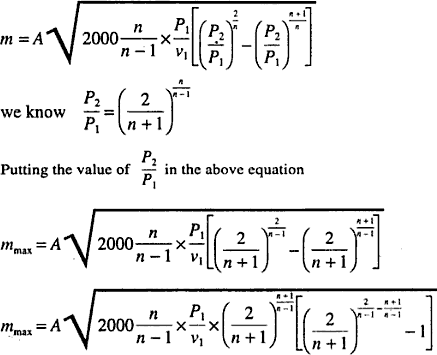 m = A √(2000 n/(n−1) × P₁/v₁ [(P₂/P₁)^(2/n) − (P₂/P₁)^((n+1)/n)])
we know P₂/P₁ = (2/(n+1))^(n/(n−1))
Putting the value of P₂/P₁ in the above equation
m_max = A √(2000 n/(n−1) × P₁/v₁ [(2/(n+1))^(2/(n−1)) − (2/(n+1))^((n+1)/(n−1))])
m_max = A √(2000 n/(n−1) × P₁/v₁ × (2/(n+1))^((n+1)/(n−1)) [(2/(n+1))^(2/(n−1) − (n+1)/(n−1)) − 1])